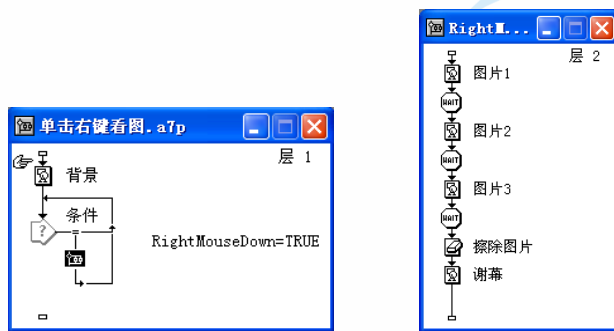 单击右键看图.a7p
层 1
背景
条件
?
=
RightMouseDown=TRUE
RightM...
层 2
图片1
WAIT
图片2
WAIT
图片3
WAIT
擦除图片
谢幕